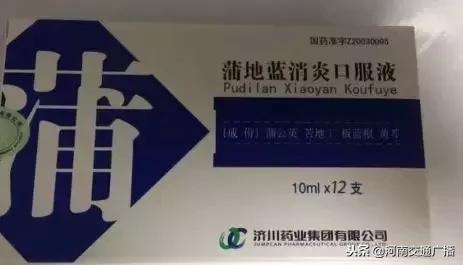 国药准字Z20030095
蒲地蓝消炎口服液
Pudilan Xiaoyan Koufuye
蒲
[成 份] 蒲公英 苦地丁 板蓝根 黄芩
10ml x 12 支
济川药业集团有限公司
JUMPCAN PHARMACEUTICAL GROUP CO., LTD.
头条 @河南交通广播